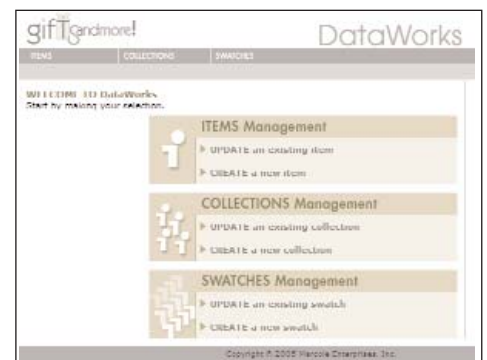 gifTsandmore! DataWorks
ITEMS COLLECTIONS SWATCHES
WELCOME TO DataWorks
Start by making your selection.
ITEMS Management
UPDATE an existing item
CREATE a new item
COLLECTIONS Management
UPDATE an existing collection
CREATE a new collection
SWATCHES Management
UPDATE an existing swatch
CREATE a new swatch
Copyright © 2005 Enterprises, Inc.